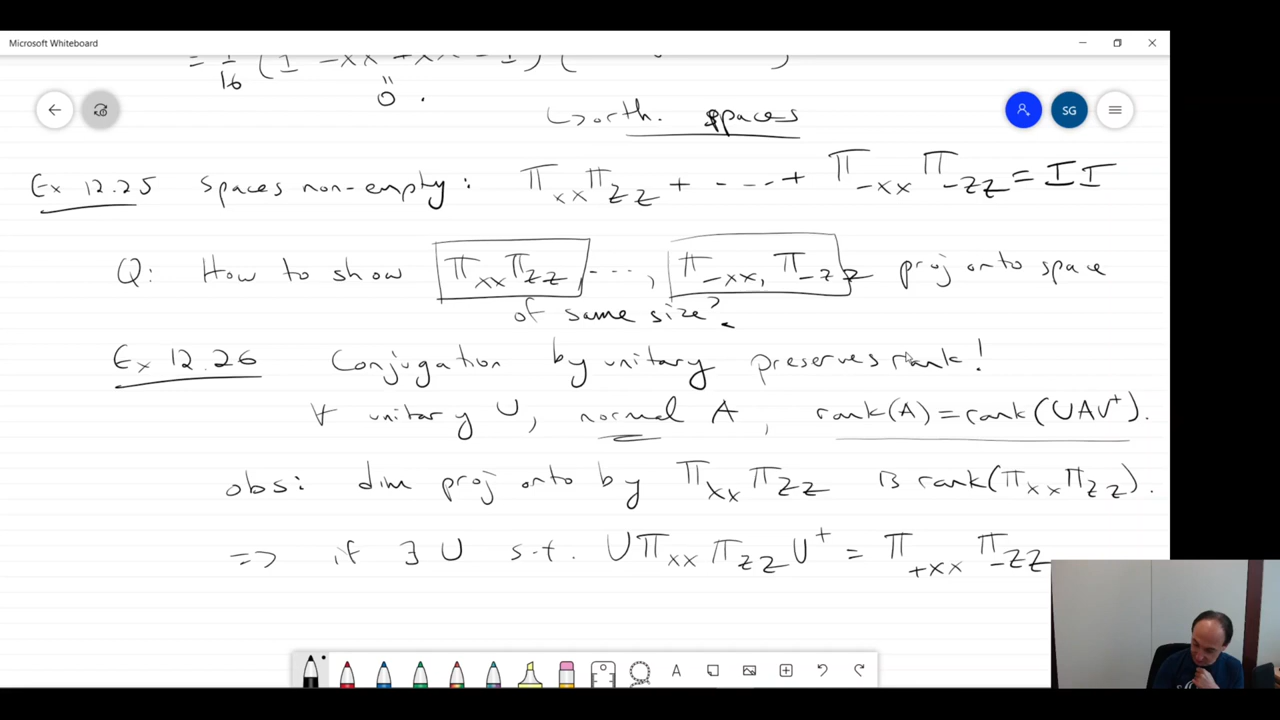 Microsoft Whiteboard
= 1/16 (I - XX + XX - I) (
"
0 .
↳ orth. spaces
SG
Ex 12.25 Spaces non-empty: Π_XX Π_ZZ + - - - + Π_-XX Π_-ZZ = II
Q: How to show Π_XX Π_ZZ, ..., Π_-XX, Π_-ZZ proj onto space
of same size?
Ex 12.26 Conjugation by unitary preserves rank!
∀ unitary U, normal A, rank(A) = rank(UAU†).
obs: dim proj onto by Π_XX Π_ZZ is rank(Π_XX Π_ZZ).
=> if ∃ U s.t. UΠ_XX Π_ZZ U† = Π_+XX Π_-ZZ
A